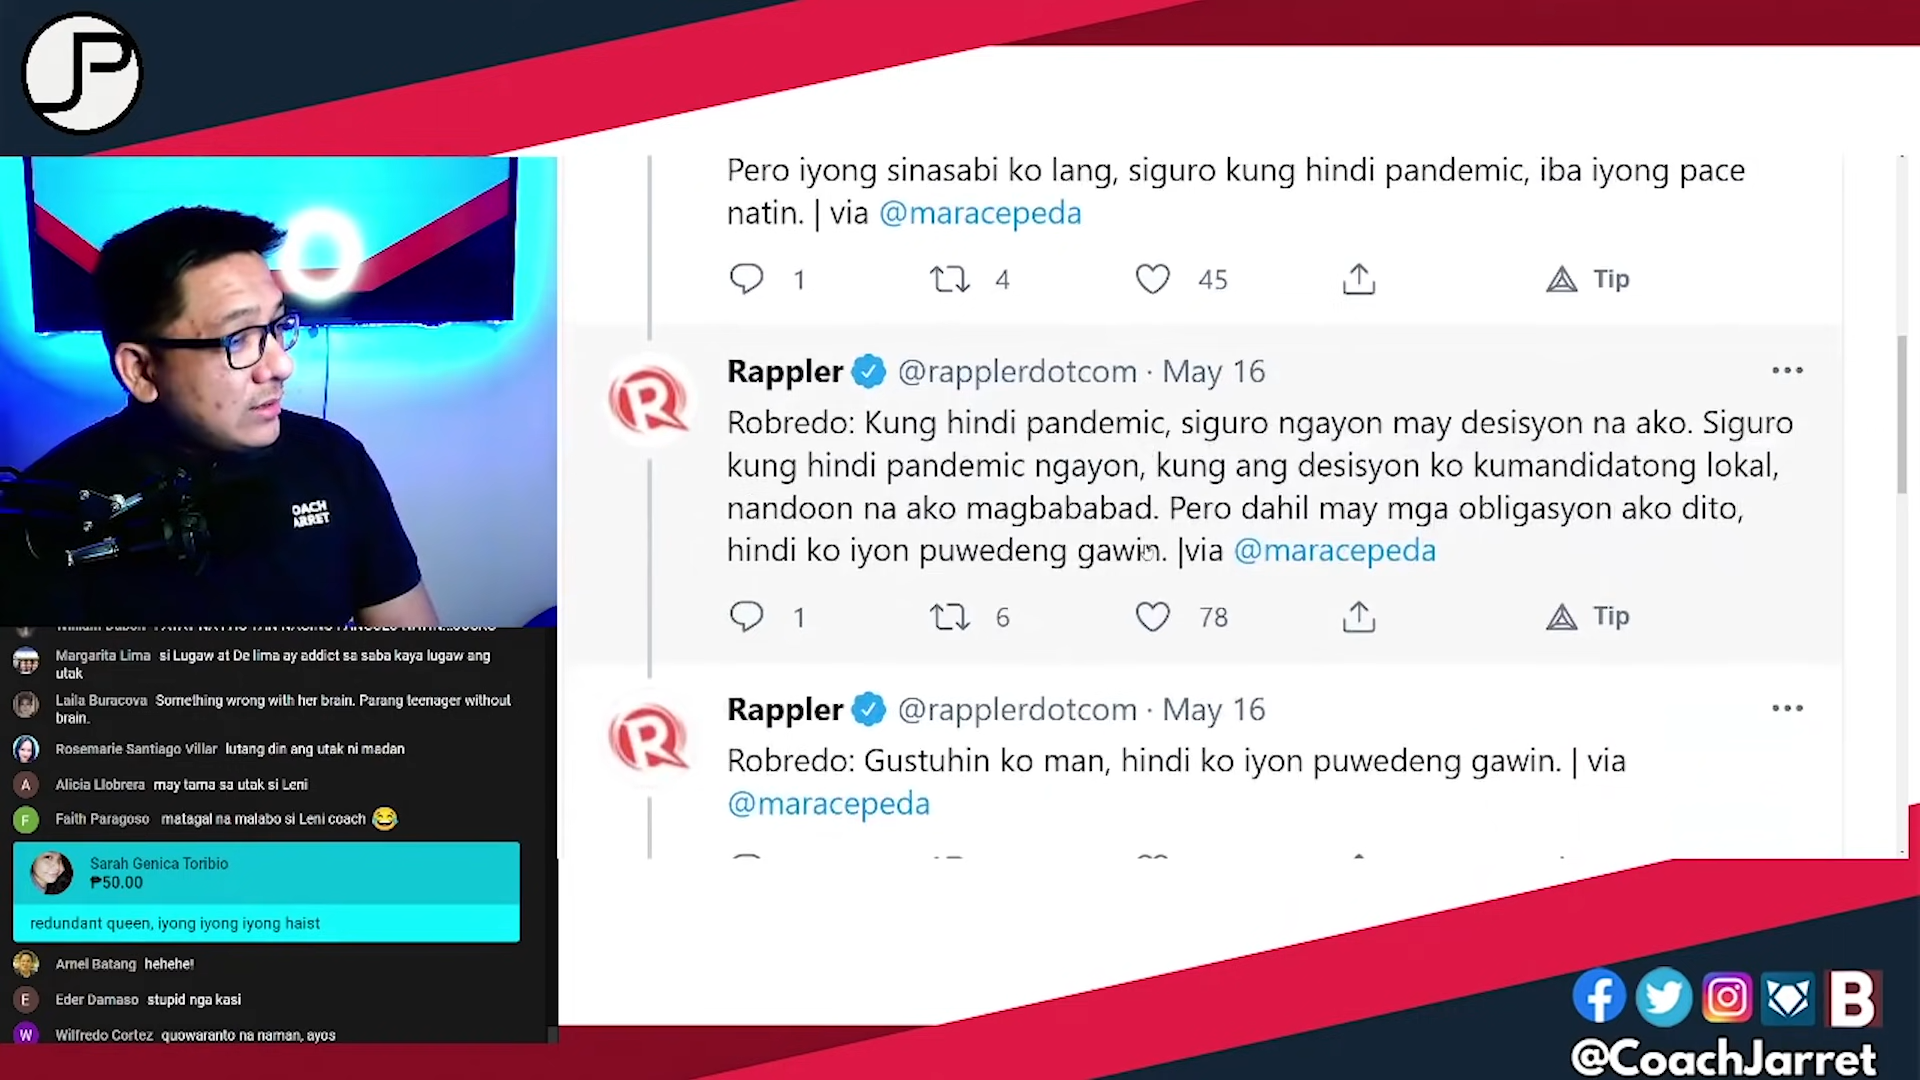 JP
Pero iyong sinasabi ko lang, siguro kung hindi pandemic, iba iyong pace
natin. | via @maracepeda
1 4 45 Tip
Rappler @rapplerdotcom · May 16
Robredo: Kung hindi pandemic, siguro ngayon may desisyon na ako. Siguro
kung hindi pandemic ngayon, kung ang desisyon ko kumandidatong lokal,
nandoon na ako magbababad. Pero dahil may mga obligasyon ako dito,
hindi ko iyon puwedeng gawin. |via @maracepeda
1 6 78 Tip
Rappler @rapplerdotcom · May 16
Robredo: Gustuhin ko man, hindi ko iyon puwedeng gawin. | via
@maracepeda
OACH
ARRET
Margarita Lima si Lugaw at De lima ay addict sa saba kaya lugaw ang
utak
Laila Buracova Something wrong with her brain. Parang teenager without
brain.
Rosemarie Santiago Villar lutang din ang utak ni madan
A Alicia Llobrera may tama sa utak si Leni
F Faith Paragoso matagal na malabo si Leni coach 😂
Sarah Genica Toribio
₱50.00
redundant queen, iyong iyong iyong haist
Arnel Batang hehehe!
E Eder Damaso stupid nga kasi
W Wilfredo Cortez quowaranto na naman, ayos
B
@CoachJarret